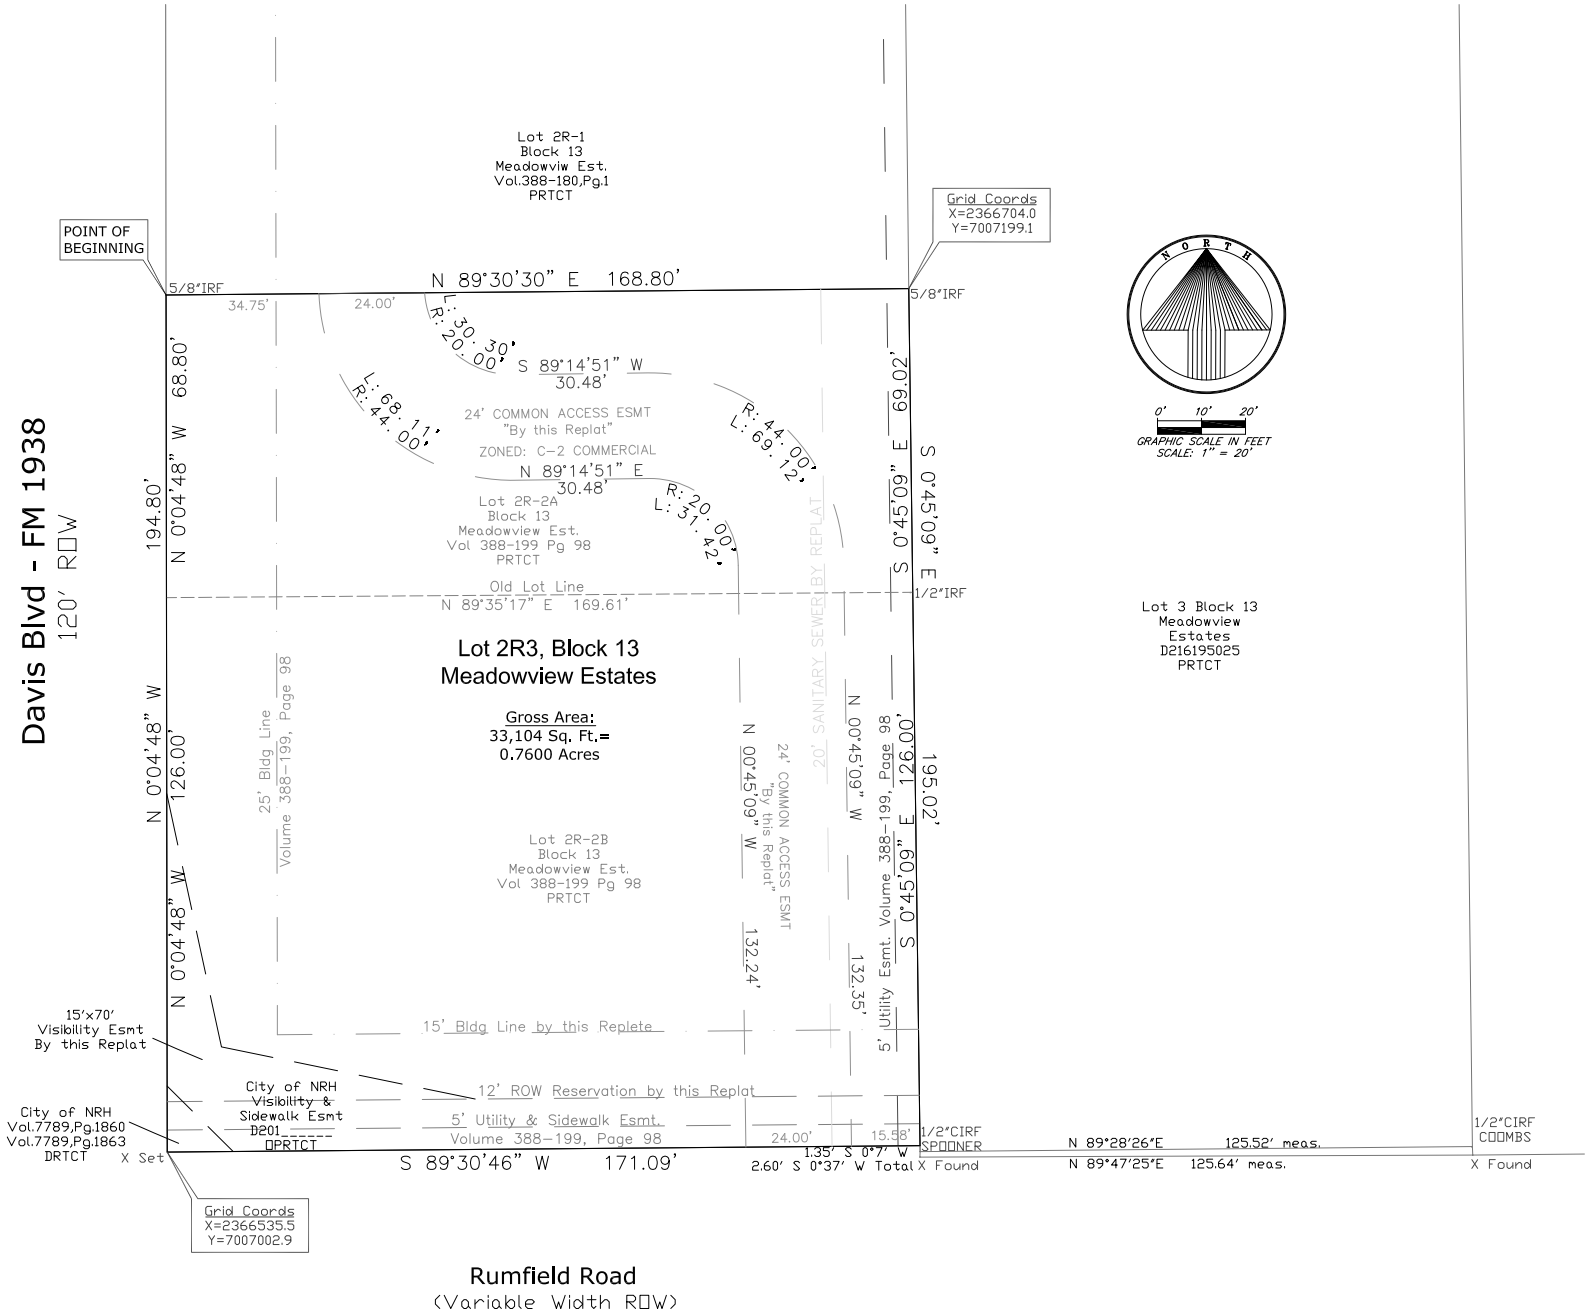 Lot 2R-1
Block 13
Meadowviw Est.
Vol.388-180,Pg.1
PRTCT
Grid Coords
X=2366704.0
Y=7007199.1
POINT OF
BEGINNING
NORTH
N 89°30'30" E 168.80'
5/8"IRF
5/8"IRF
34.75'
24.00'
L: 30.30'
R: 20.00'
S 89°14'51" W
30.48'
L: 68.11'
R: 44.00'
24' COMMON ACCESS ESMT
"By this Replat"
ZONED: C-2 COMMERCIAL
N 89°14'51" E
30.48'
R: 44.00'
L: 69.12'
R: 20.00'
L: 31.42'
0' 10' 20'
GRAPHIC SCALE IN FEET
SCALE: 1" = 20'
Lot 2R-2A
Block 13
Meadowview Est.
Vol 388-199 Pg 98
PRTCT
Old Lot Line
N 89°35'17" E 169.61'
1/2"IRF
N 0°04'48" W 68.80'
194.80'
N 0°04'48" W
126.00'
N 0°04'48" W
S 0°45'09" E 69.02'
S 0°45'09" E
195.02'
S 0°45'09" E 126.00'
Davis Blvd - FM 1938
120' ROW
Lot 2R3, Block 13
Meadowview Estates
Gross Area:
33,104 Sq. Ft.=
0.7600 Acres
Lot 3 Block 13
Meadowview
Estates
D216195025
PRTCT
25' Bldg Line
Volume 388-199, Page 98
20' SANITARY SEWER BY REPLAT
N 00°45'09" W
132.24'
24' COMMON ACCESS ESMT
"By this Replat"
N 00°45'09" W
132.35'
5' Utility Esmt. Volume 388-199, Page 98
Lot 2R-2B
Block 13
Meadowview Est.
Vol 388-199 Pg 98
PRTCT
15'x70'
Visibility Esmt
By this Replat
15' Bldg Line by this Replete
12' ROW Reservation by this Replat
City of NRH
Visibility &
Sidewalk Esmt
D201______
OPRTCT
5' Utility & Sidewalk Esmt.
Volume 388-199, Page 98
City of NRH
Vol.7789,Pg.1860
Vol.7789,Pg.1863
DRTCT
X Set
24.00'
15.58'
1/2"CIRF
SPOONER
1.35' S 0°7' W
2.60' S 0°37' W Total
X Found
S 89°30'46" W 171.09'
N 89°28'26"E 125.52' meas.
N 89°47'25"E 125.64' meas.
1/2"CIRF
COOMBS
X Found
Grid Coords
X=2366535.5
Y=7007002.9
Rumfield Road
(Variable Width ROW)